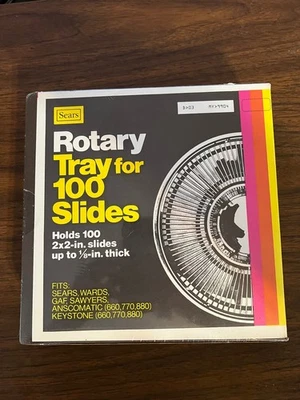 Sears
Rotary
Tray for
100
Slides
Holds 100
2x2-in. slides
up to ⅛-in. thick
FITS:
SEARS, WARDS,
GAF, SAWYERS,
ANSCOMATIC (660,770,880)
KEYSTONE (660,770,880)